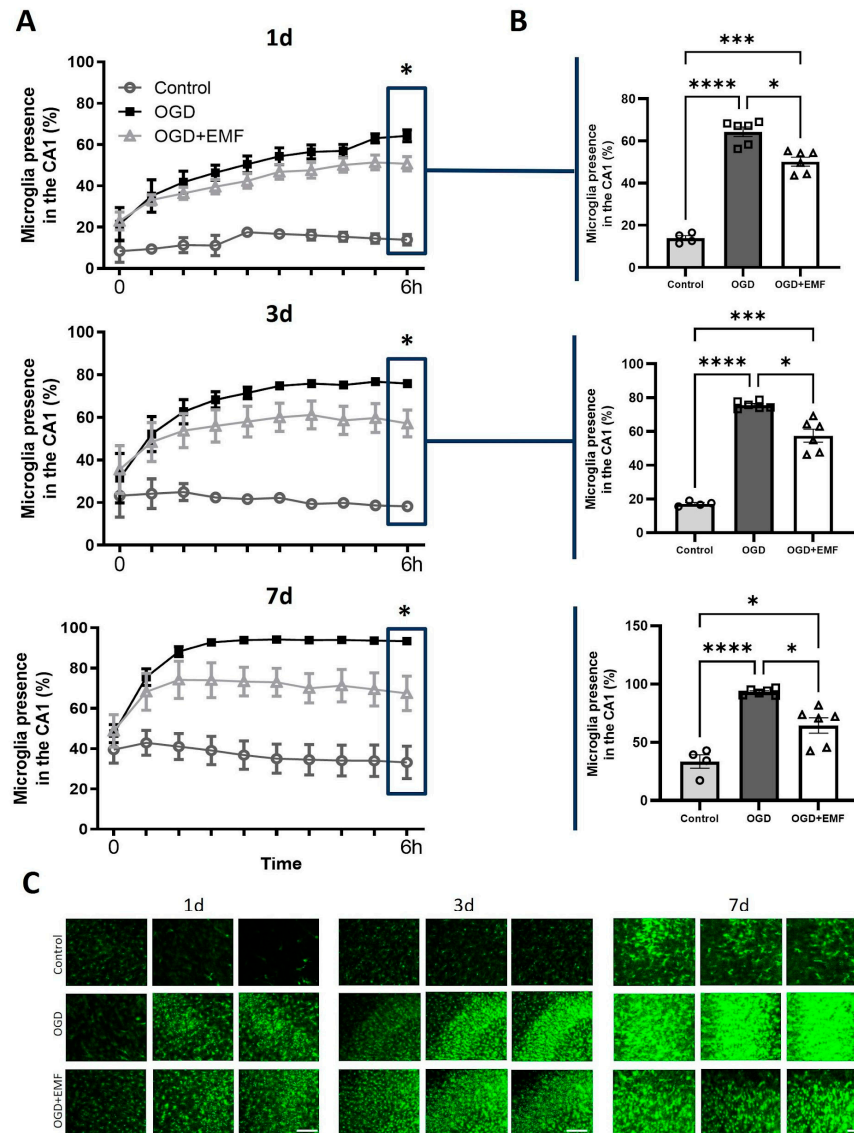 A
B
1d
Microglia presence
in the CA1 (%)
100
80
60
40
20
0
Control
OGD
OGD+EMF
*
0
6h
***
****
*
Microglia presence
in the CA1 (%)
80
60
40
20
0
Control
OGD
OGD+EMF
3d
Microglia presence
in the CA1 (%)
100
80
60
40
20
0
*
0
6h
***
****
*
Microglia presence
in the CA1 (%)
100
80
60
40
20
0
Control
OGD
OGD+EMF
7d
Microglia presence
in the CA1 (%)
100
80
60
40
20
0
*
0
6h
Time
*
****
*
Microglia presence
in the CA1 (%)
150
100
50
0
Control
OGD
OGD+EMF
C
1d
3d
7d
Control
OGD
OGD+EMF